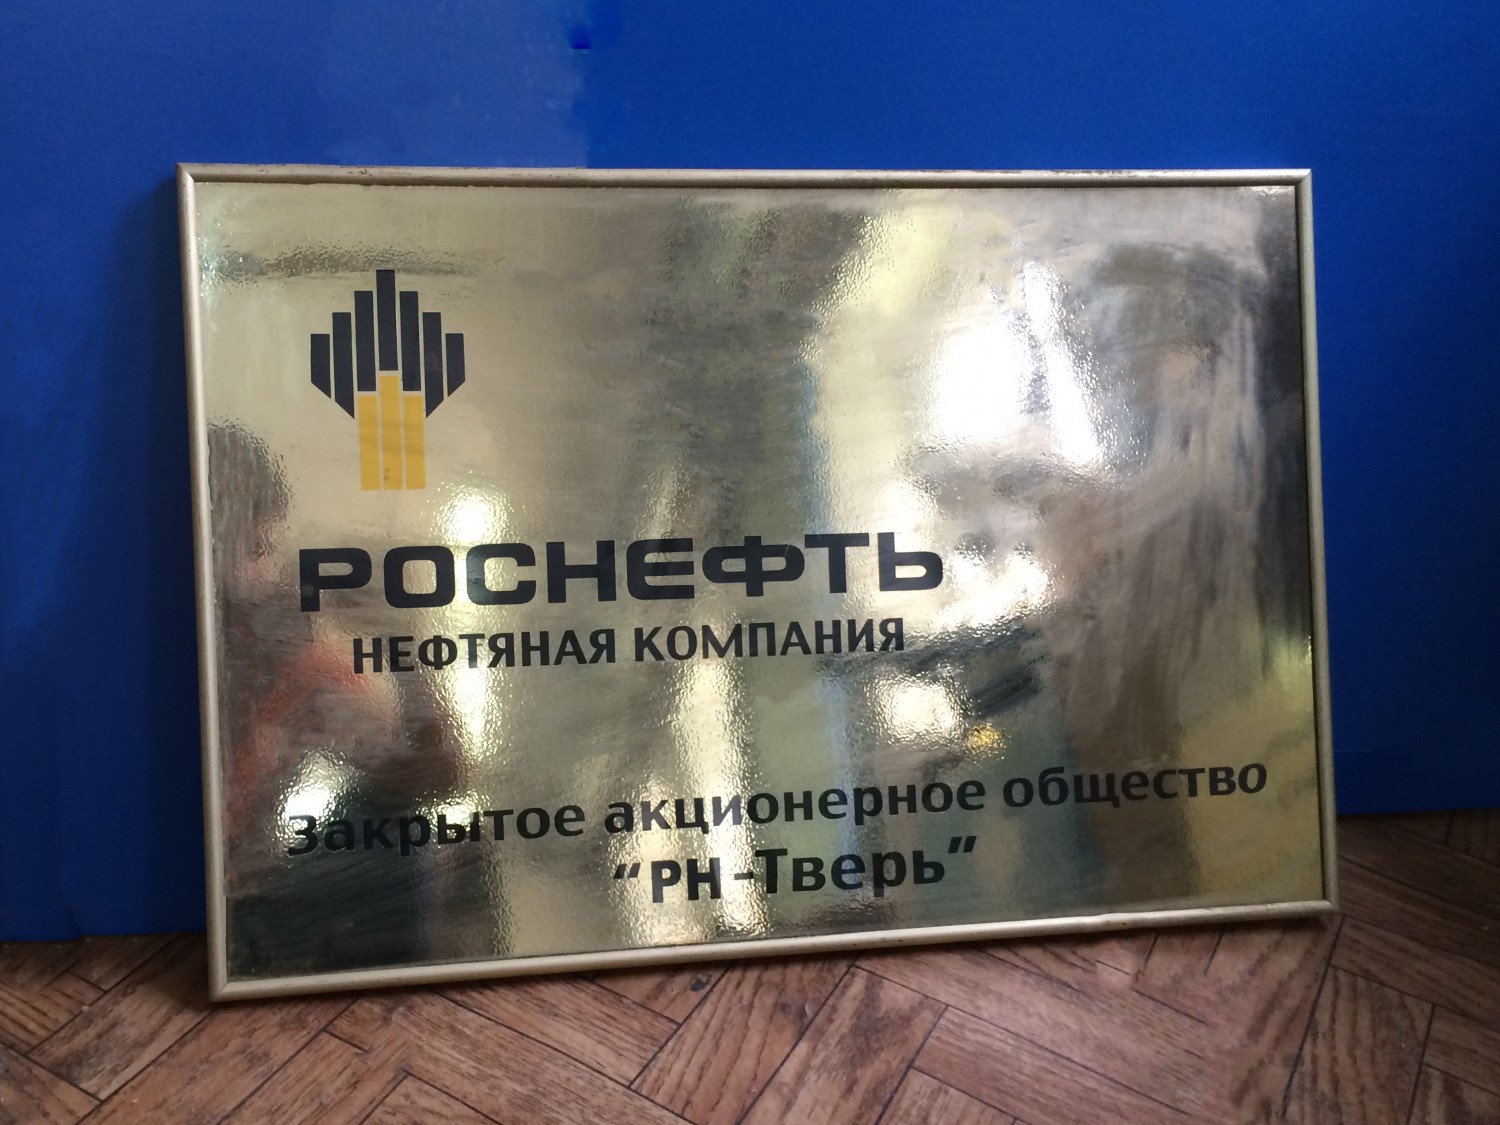 РОСНЕФТЬ
НЕФТЯНАЯ КОМПАНИЯ
Закрытое акционерное общество
“РН-Тверь”